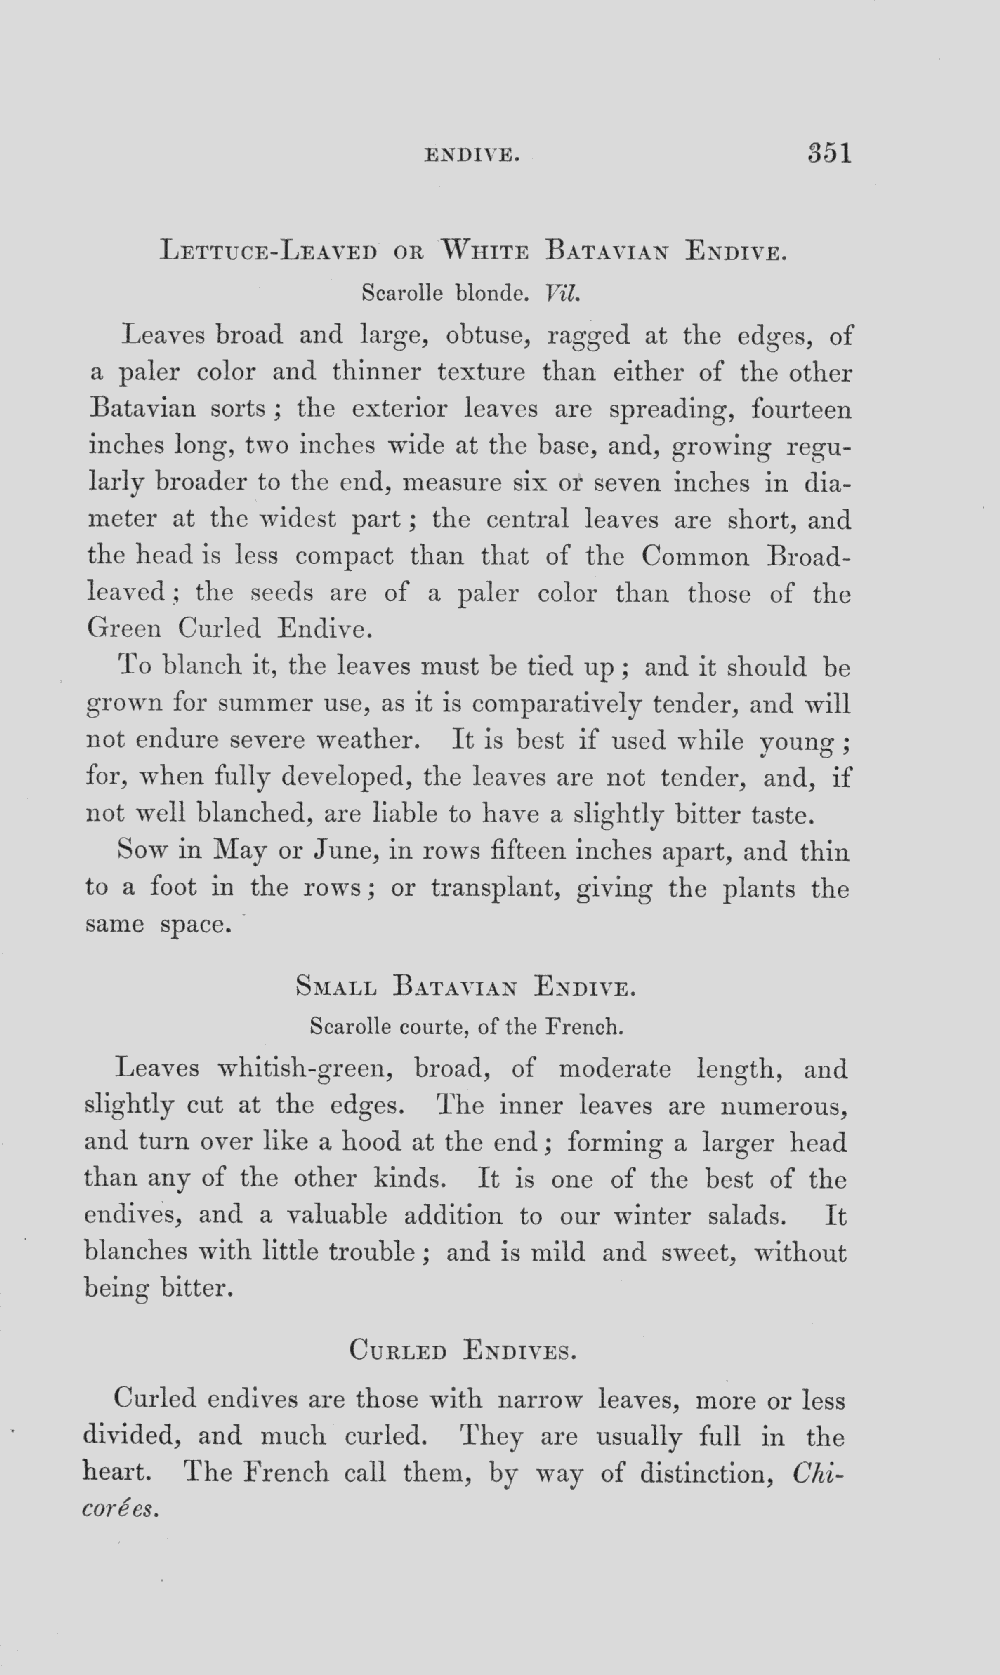 ENDIVE. 351
LETTUCE-LEAVED OR WHITE BATAVIAN ENDIVE.
Scarolle blonde. Vil.
Leaves broad and large, obtuse, ragged at the edges, of
a paler color and thinner texture than either of the other
Batavian sorts; the exterior leaves are spreading, fourteen
inches long, two inches wide at the base, and, growing regu-
larly broader to the end, measure six or seven inches in dia-
meter at the widest part; the central leaves are short, and
the head is less compact than that of the Common Broad-
leaved; the seeds are of a paler color than those of the
Green Curled Endive.
To blanch it, the leaves must be tied up; and it should be
grown for summer use, as it is comparatively tender, and will
not endure severe weather. It is best if used while young;
for, when fully developed, the leaves are not tender, and, if
not well blanched, are liable to have a slightly bitter taste.
Sow in May or June, in rows fifteen inches apart, and thin
to a foot in the rows; or transplant, giving the plants the
same space.
SMALL BATAVIAN ENDIVE.
Scarolle courte, of the French.
Leaves whitish-green, broad, of moderate length, and
slightly cut at the edges. The inner leaves are numerous,
and turn over like a hood at the end; forming a larger head
than any of the other kinds. It is one of the best of the
endives, and a valuable addition to our winter salads. It
blanches with little trouble; and is mild and sweet, without
being bitter.
CURLED ENDIVES.
Curled endives are those with narrow leaves, more or less
divided, and much curled. They are usually full in the
heart. The French call them, by way of distinction, Chi-
corées.